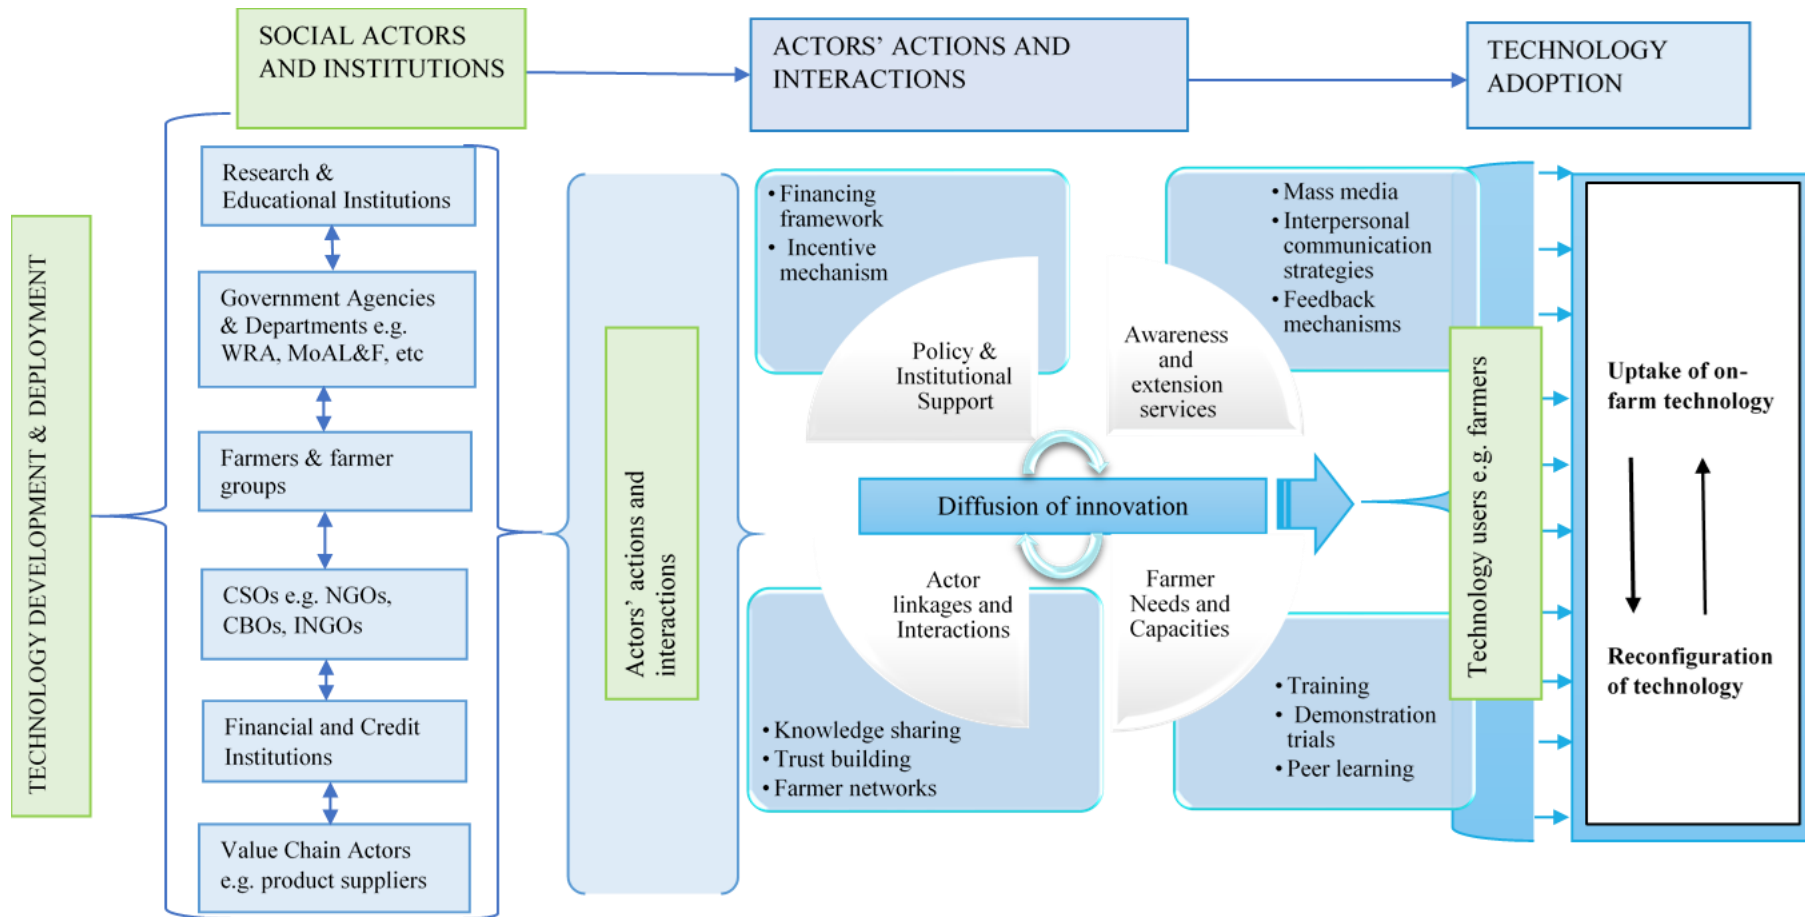 SOCIAL ACTORS
AND INSTITUTIONS
ACTORS’ ACTIONS AND
INTERACTIONS
TECHNOLOGY
ADOPTION
TECHNOLOGY DEVELOPMENT & DEPLOYMENT
Research &
Educational Institutions
Government Agencies
& Departments e.g.
WRA, MoAL&F, etc
Farmers & farmer
groups
CSOs e.g. NGOs,
CBOs, INGOs
Financial and Credit
Institutions
Value Chain Actors
e.g. product suppliers
Actors’ actions and
interactions
• Financing
framework
• Incentive
mechanism
Policy &
Institutional
Support
• Mass media
• Interpersonal
communication
strategies
• Feedback
mechanisms
Awareness
and
extension
services
Diffusion of innovation
Actor
linkages and
Interactions
• Knowledge sharing
• Trust building
• Farmer networks
Farmer
Needs and
Capacities
• Training
• Demonstration
trials
• Peer learning
Technology users e.g. farmers
Uptake of on-
farm technology
Reconfiguration
of technology